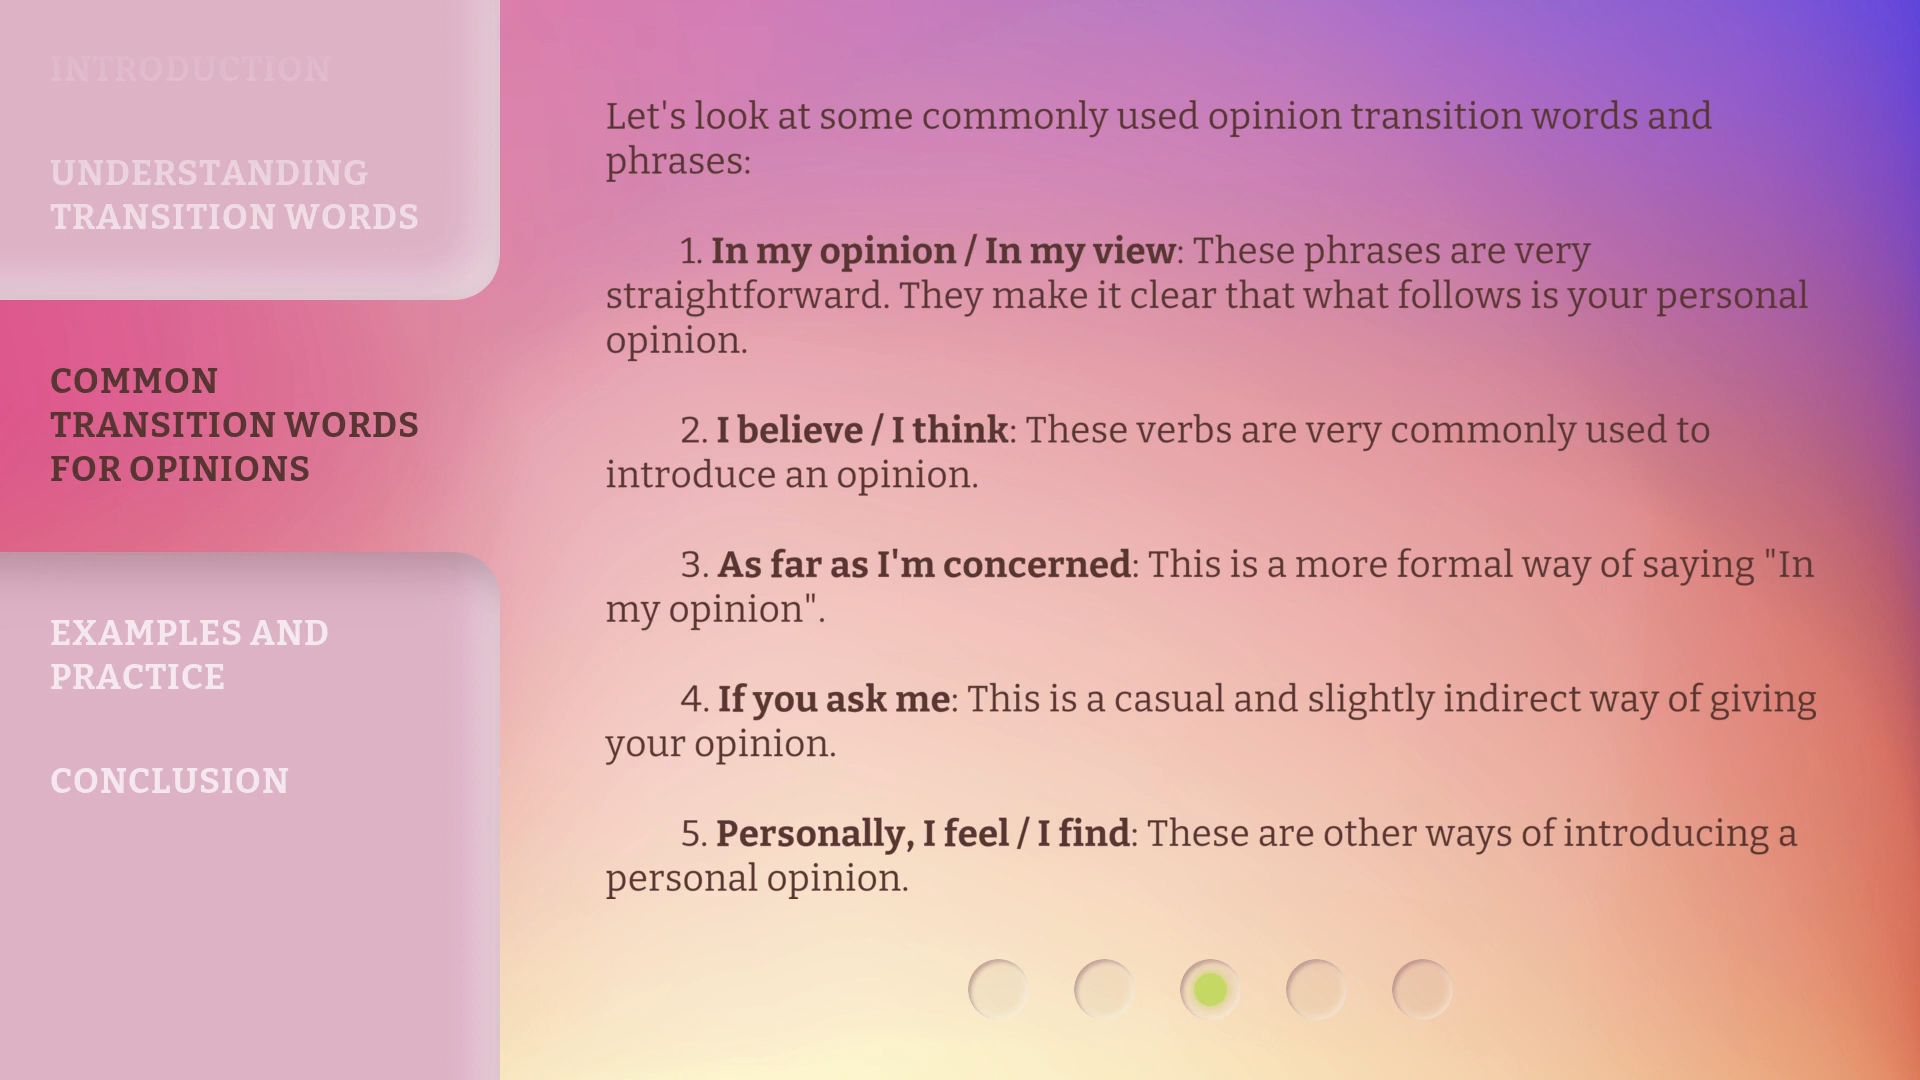 INTRODUCTION
UNDERSTANDING
TRANSITION WORDS
COMMON
TRANSITION WORDS
FOR OPINIONS
EXAMPLES AND
PRACTICE
CONCLUSION
Let's look at some commonly used opinion transition words and
phrases:
1. In my opinion / In my view: These phrases are very
straightforward. They make it clear that what follows is your personal
opinion.
2. I believe / I think: These verbs are very commonly used to
introduce an opinion.
3. As far as I'm concerned: This is a more formal way of saying "In
my opinion".
4. If you ask me: This is a casual and slightly indirect way of giving
your opinion.
5. Personally, I feel / I find: These are other ways of introducing a
personal opinion.